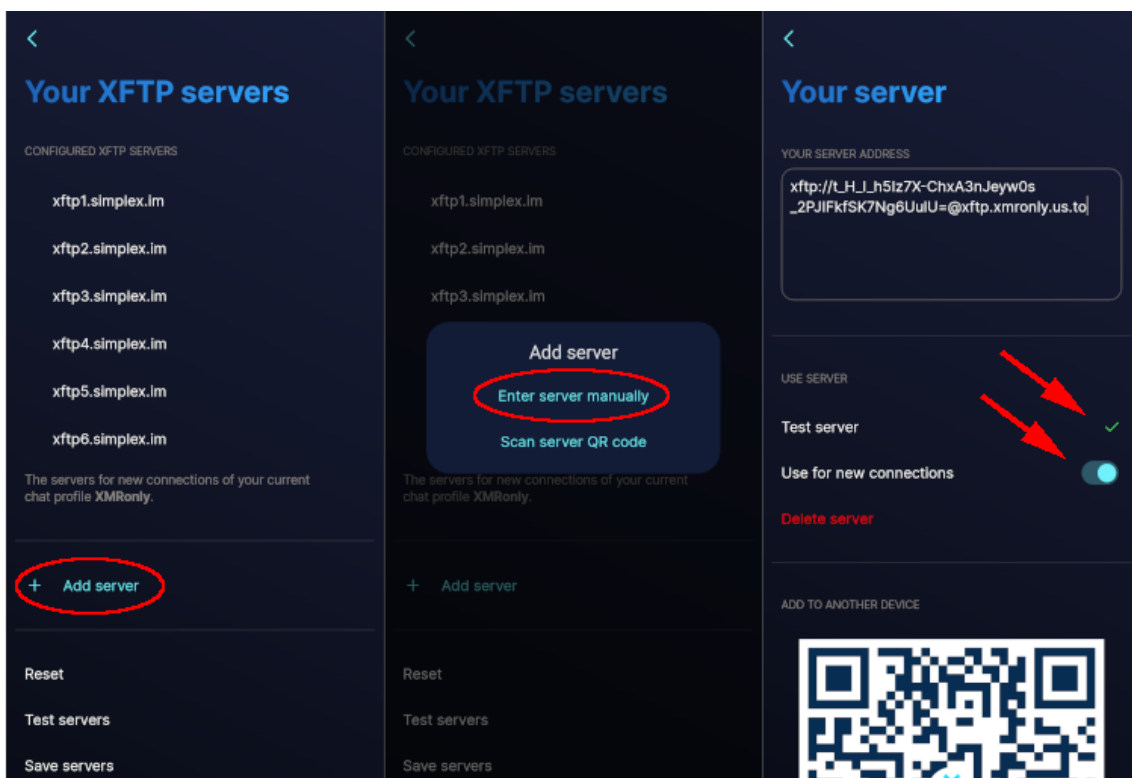 Your XFTP servers
CONFIGURED XFTP SERVERS
xftp1.simplex.im
xftp2.simplex.im
xftp3.simplex.im
xftp4.simplex.im
xftp5.simplex.im
xftp6.simplex.im
The servers for new connections of your current
chat profile XMRonly.
+ Add server
Reset
Test servers
Save servers
Your XFTP servers
CONFIGURED XFTP SERVERS
xftp1.simplex.im
xftp2.simplex.im
xftp3.simplex.im
Add server
Enter server manually
Scan server QR code
The servers for new connections of your current
chat profile XMRonly.
+ Add server
Reset
Test servers
Save servers
Your server
YOUR SERVER ADDRESS
xftp://t_H_I_h5Iz7X-ChxA3nJeyw0s
_2PJIFkfSK7Ng6UuIU=@xftp.xmronly.us.to
USE SERVER
Test server
Use for new connections
Delete server
ADD TO ANOTHER DEVICE